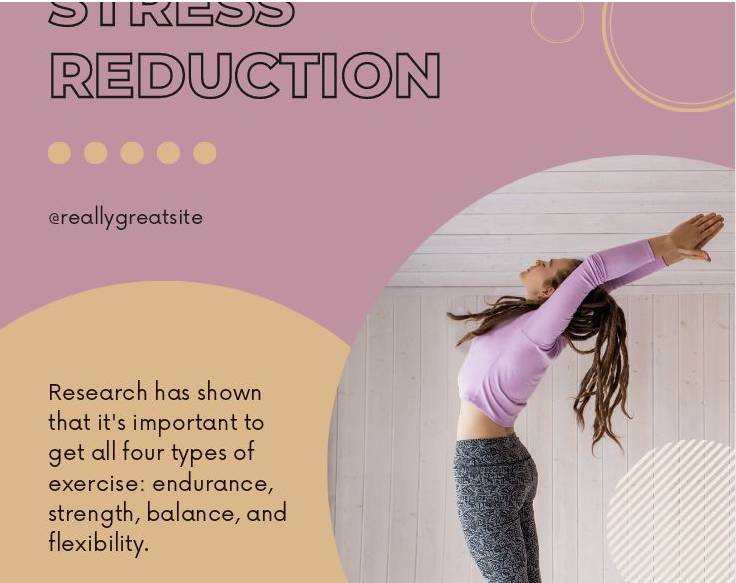 STRESS
REDUCTION
@reallygreatsite
Research has shown
that it's important to
get all four types of
exercise: endurance,
strength, balance, and
flexibility.